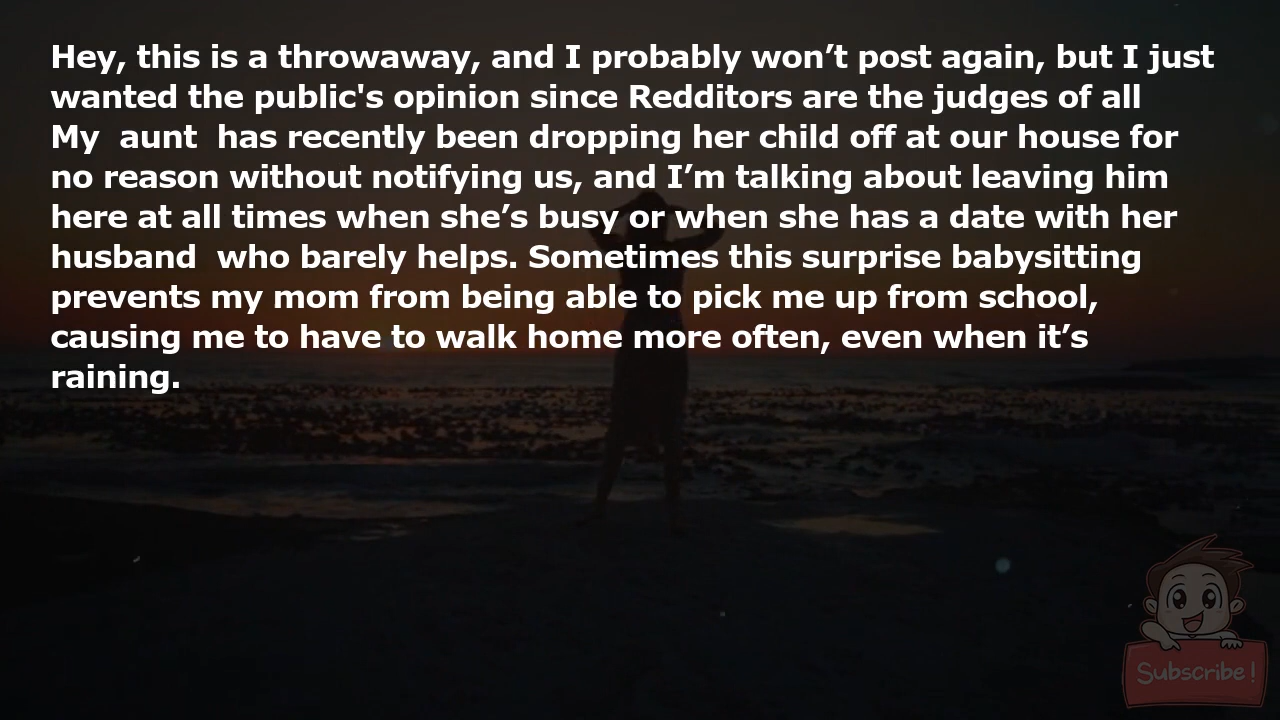 Hey, this is a throwaway, and I probably won’t post again, but I just
wanted the public's opinion since Redditors are the judges of all
My  aunt  has recently been dropping her child off at our house for
no reason without notifying us, and I’m talking about leaving him
here at all times when she’s busy or when she has a date with her
husband  who barely helps. Sometimes this surprise babysitting
prevents my mom from being able to pick me up from school,
causing me to have to walk home more often, even when it’s
raining.
Subscribe!